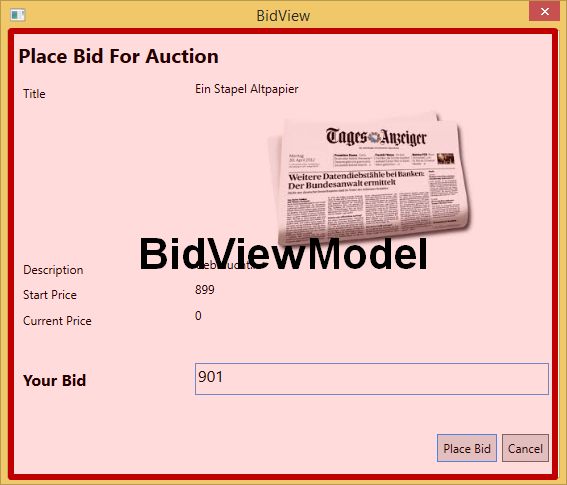 BidView
Place Bid For Auction
Title
Ein Stapel Altpapier
Tages Anzeiger
Weitere Datendiebstähle bei Banken:
Der Bundesanwalt ermittelt
BidViewModel
Description
Start Price
899
Current Price
0
Your Bid
901
Place Bid
Cancel